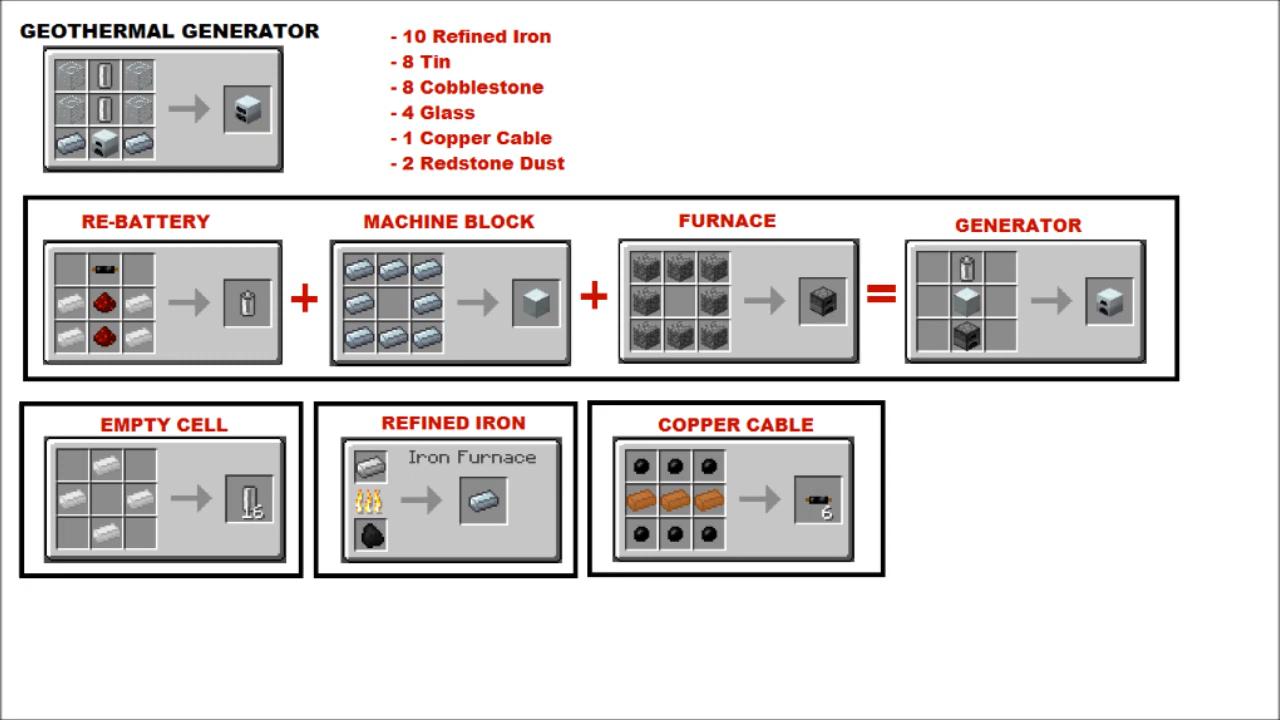 GEOTHERMAL GENERATOR
- 10 Refined Iron
- 8 Tin
- 8 Cobblestone
- 4 Glass
- 1 Copper Cable
- 2 Redstone Dust
RE-BATTERY
MACHINE BLOCK
FURNACE
GENERATOR
+
+
=
EMPTY CELL
16
REFINED IRON
Iron Furnace
COPPER CABLE
6